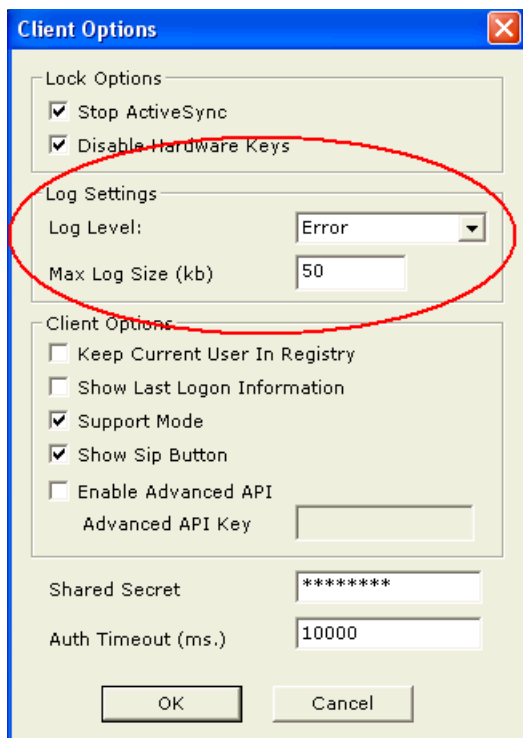 Client Options
Lock Options
Stop ActiveSync
Disable Hardware Keys
Log Settings
Log Level: Error
Max Log Size (kb) 50
Client Options
Keep Current User In Registry
Show Last Logon Information
Support Mode
Show Sip Button
Enable Advanced API
Advanced API Key
Shared Secret ********
Auth Timeout (ms.) 10000
OK Cancel